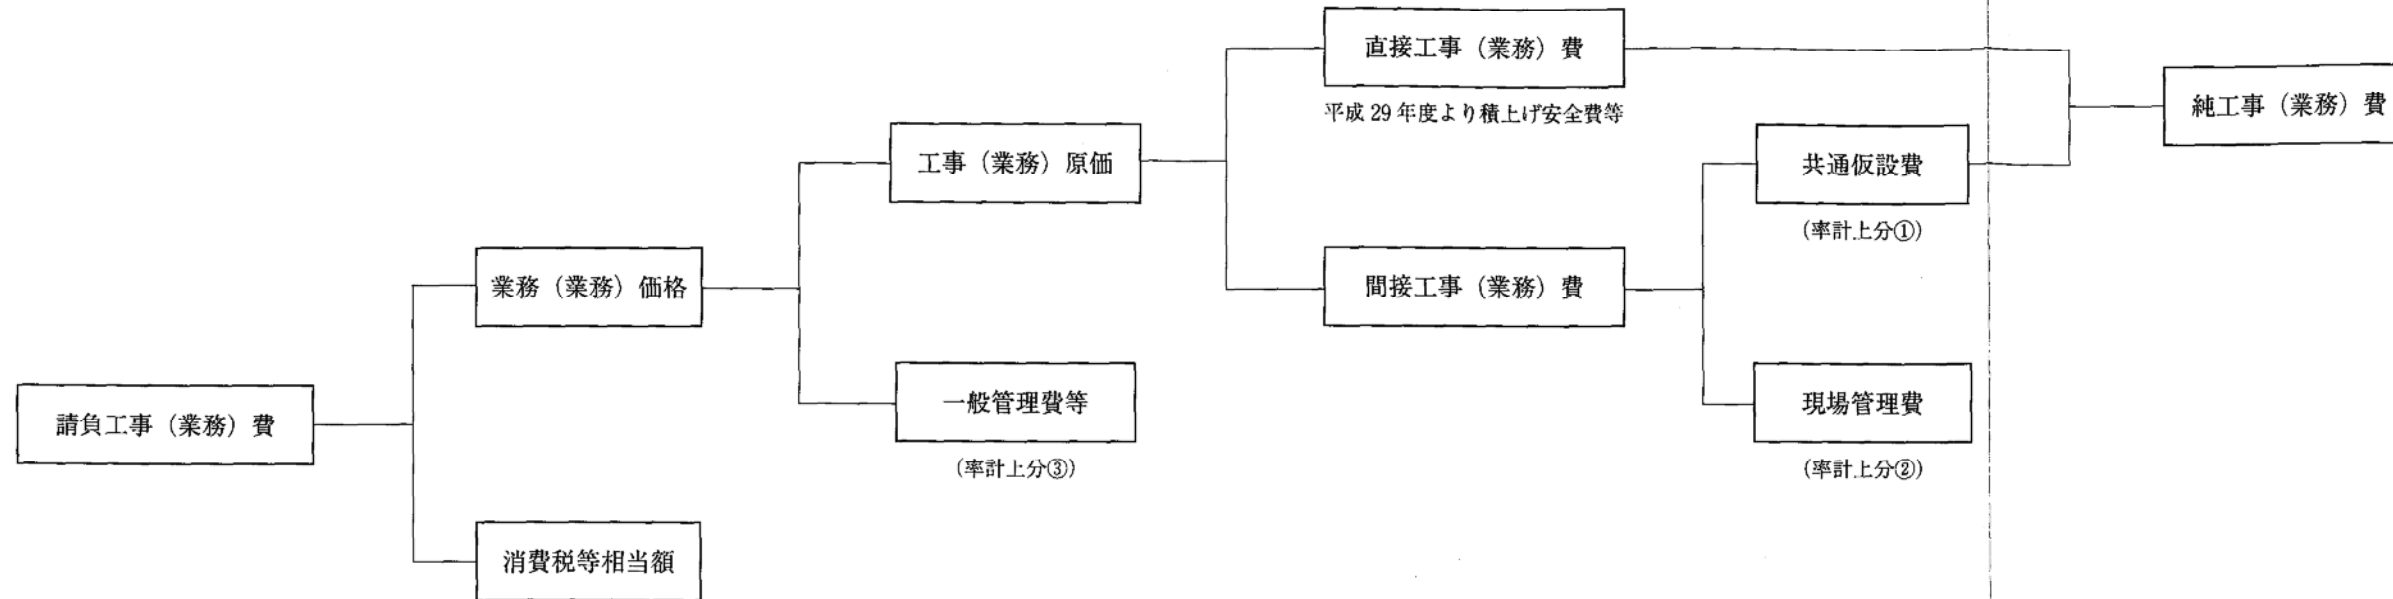 直接工事（業務）費
平成 29 年度より積上げ安全費等
純工事（業務）費
工事（業務）原価
共通仮設費
（率計上分①）
業務（業務）価格
間接工事（業務）費
一般管理費等
（率計上分③）
現場管理費
（率計上分②）
請負工事（業務）費
消費税等相当額